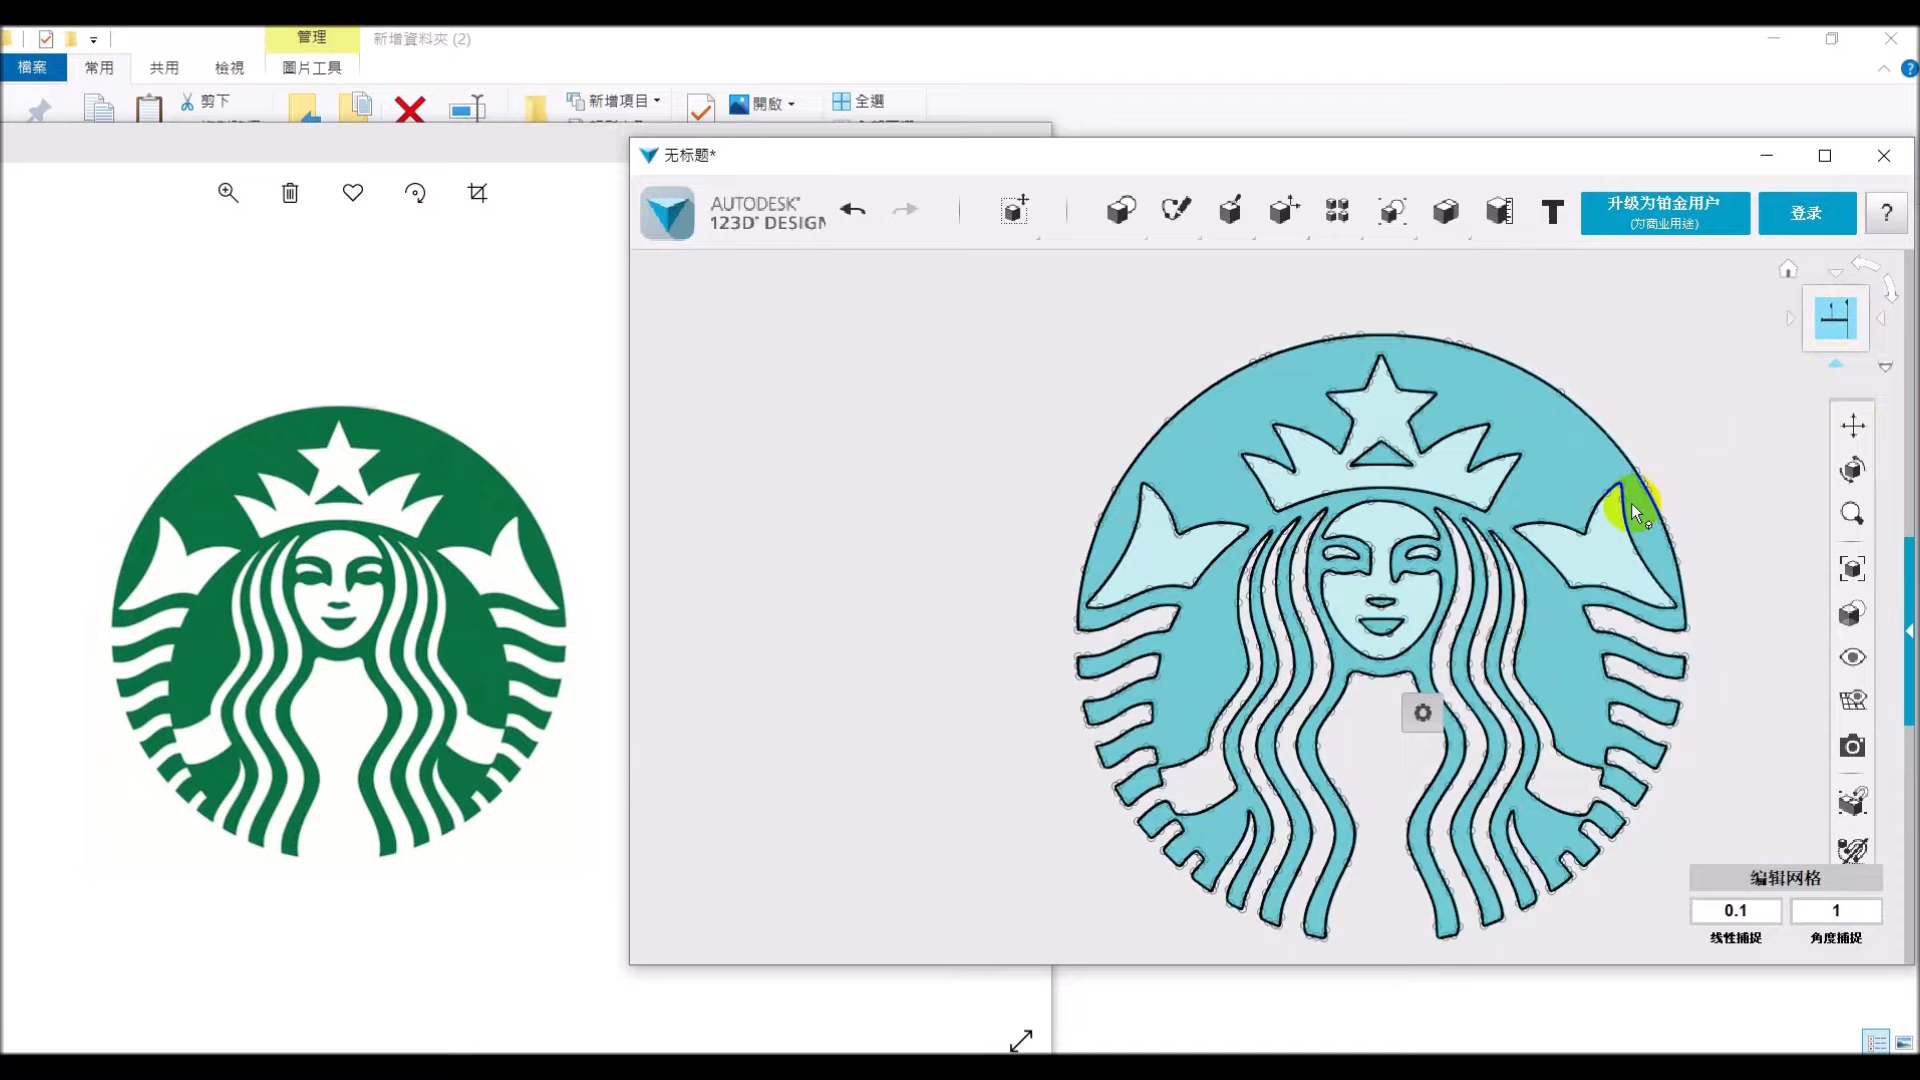 管理
新增資料夾 (2)
檔案
常用
共用
檢視
圖片工具
剪下
新增項目
開啟
全選
无标题*
AUTODESK®
123D® DESIGN
T
升级为铂金用户
(为商业用途)
登录
?
上
编辑网格
0.1
1
线性捕捉
角度捕捉